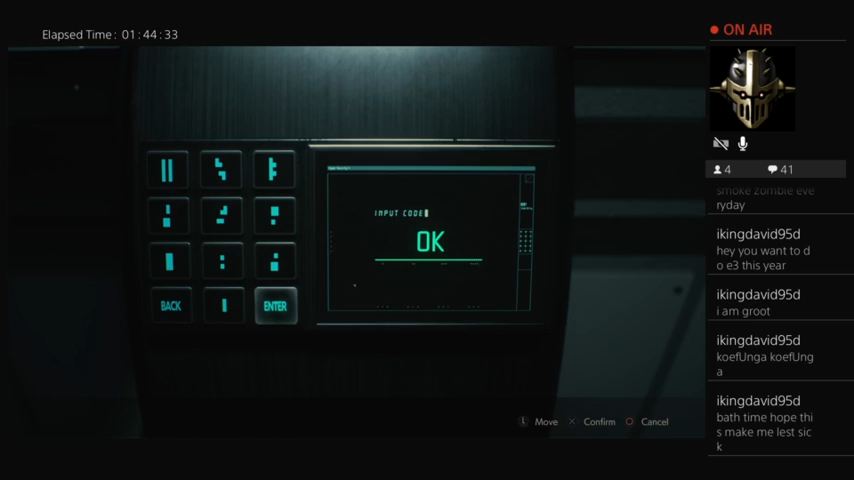 Elapsed Time: 01:44:33
ON AIR
4
41
smoke zombie eve
ryday
ikingdavid95d
hey you want to d
o e3 this year
ikingdavid95d
i am groot
ikingdavid95d
koefUnga koefUng
a
ikingdavid95d
bath time hope thi
s make me lest sic
k
INPUT CODE
OK
BACK
ENTER
L Move
Confirm
Cancel